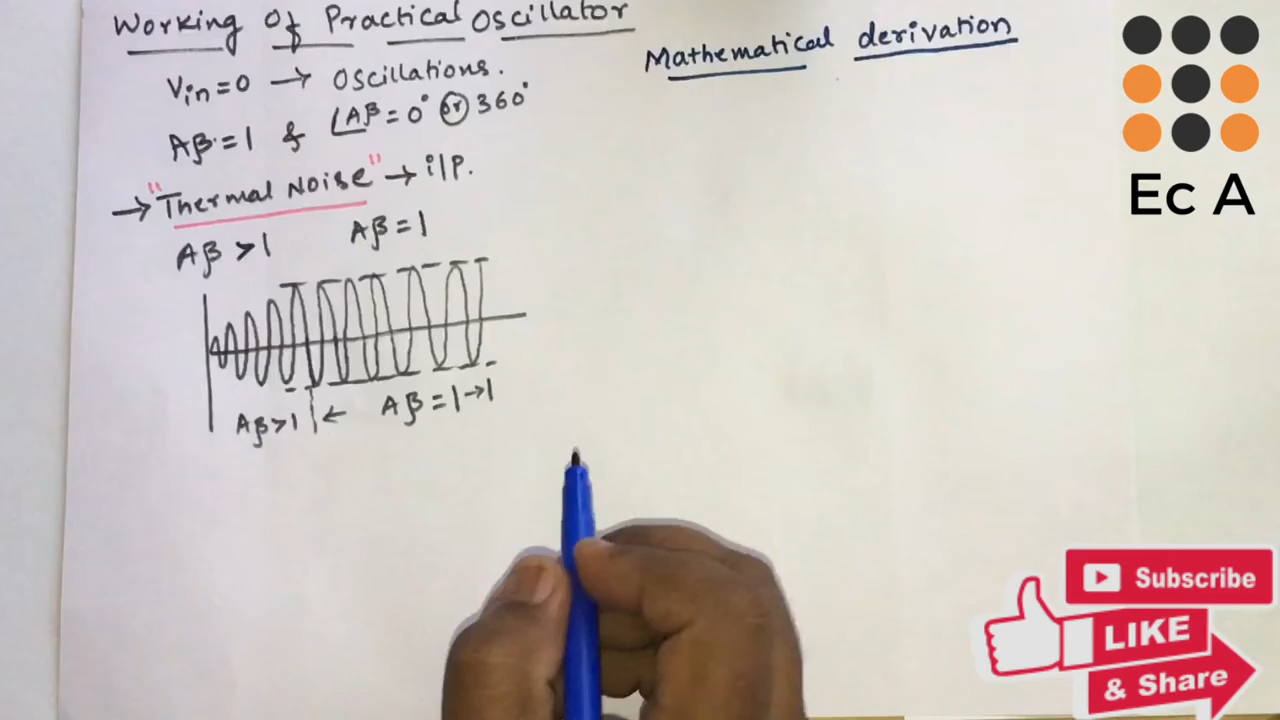 Working Of Practical Oscillator
Vin=0 → Oscillations.
Aβ=1 & ∠Aβ=0° or 360°
→ "Thermal Noise" → i/p.
Aβ>1 Aβ=1
Aβ>1 ← Aβ=1→1
Mathematical derivation
Ec A
Subscribe
LIKE
& Share